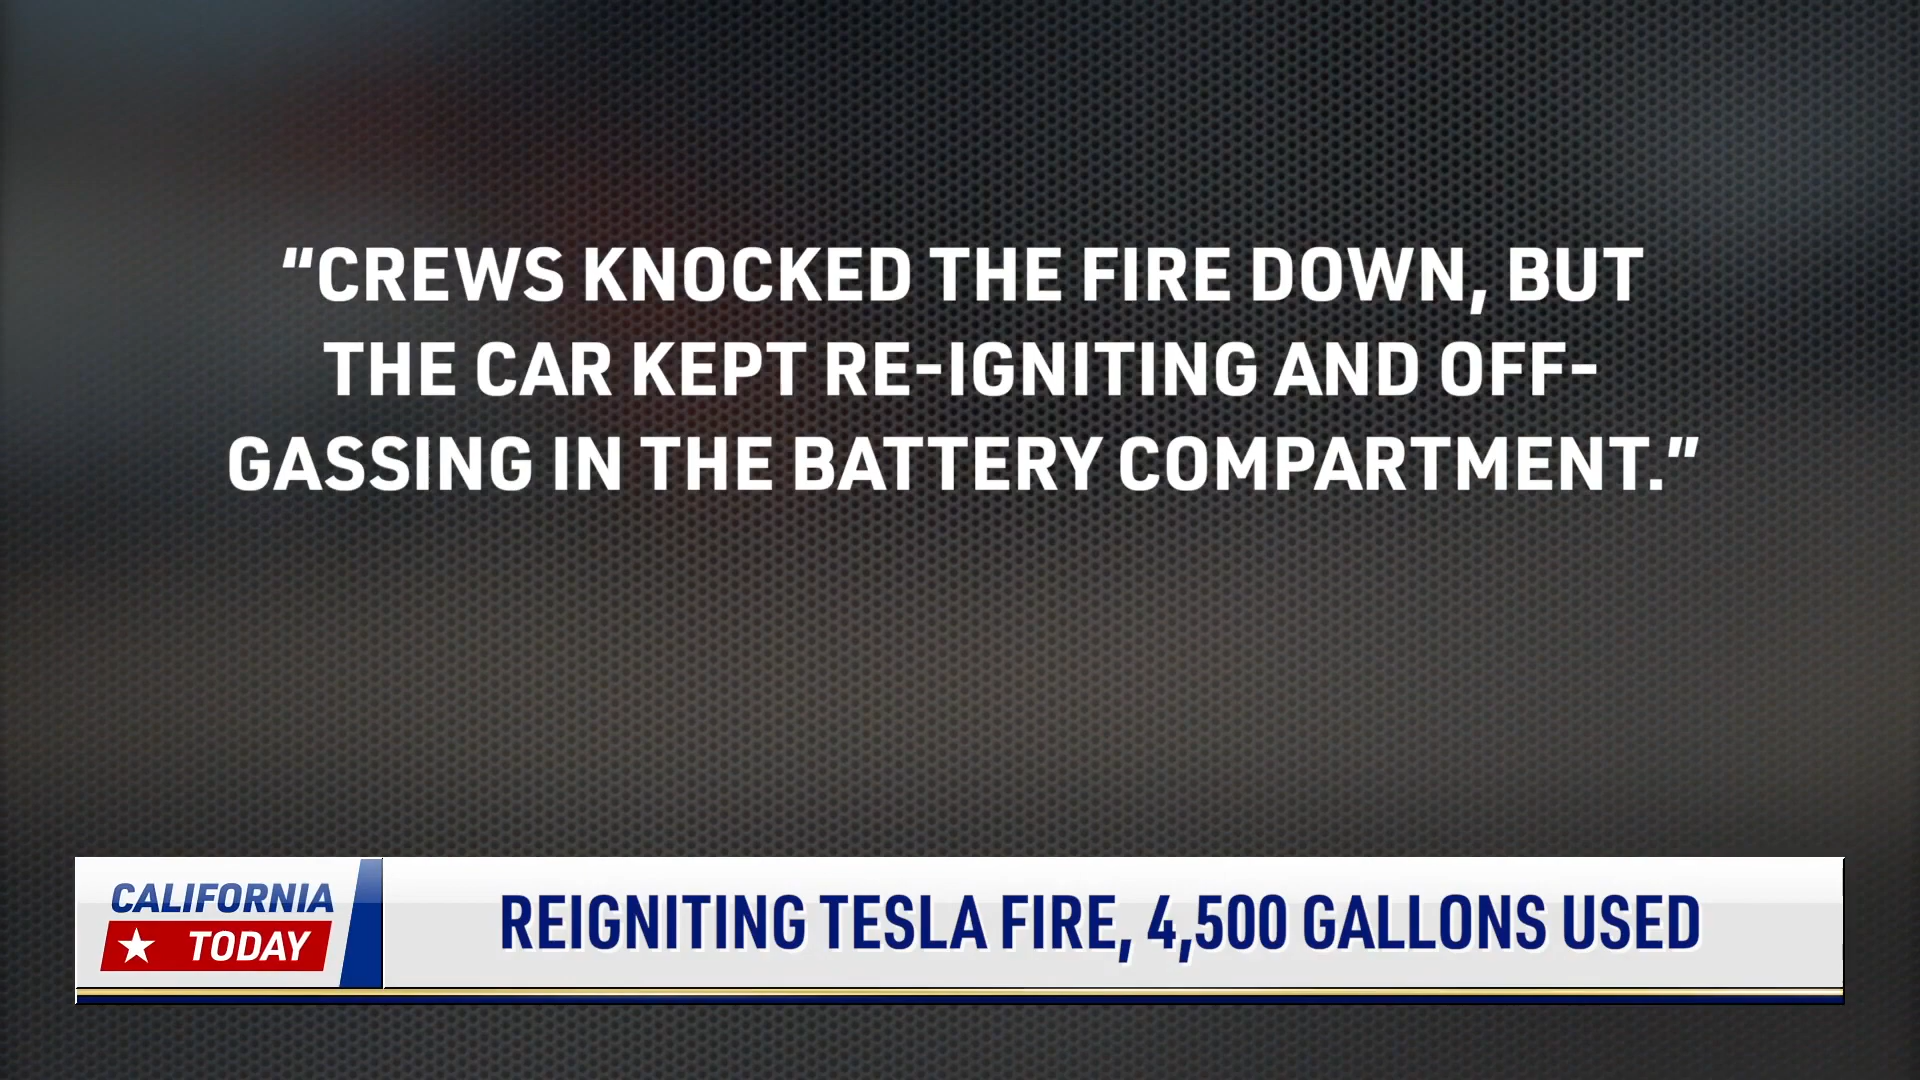 "CREWS KNOCKED THE FIRE DOWN, BUT
THE CAR KEPT RE-IGNITING AND OFF-
GASSING IN THE BATTERY COMPARTMENT."
CALIFORNIA
TODAY
REIGNITING TESLA FIRE, 4,500 GALLONS USED